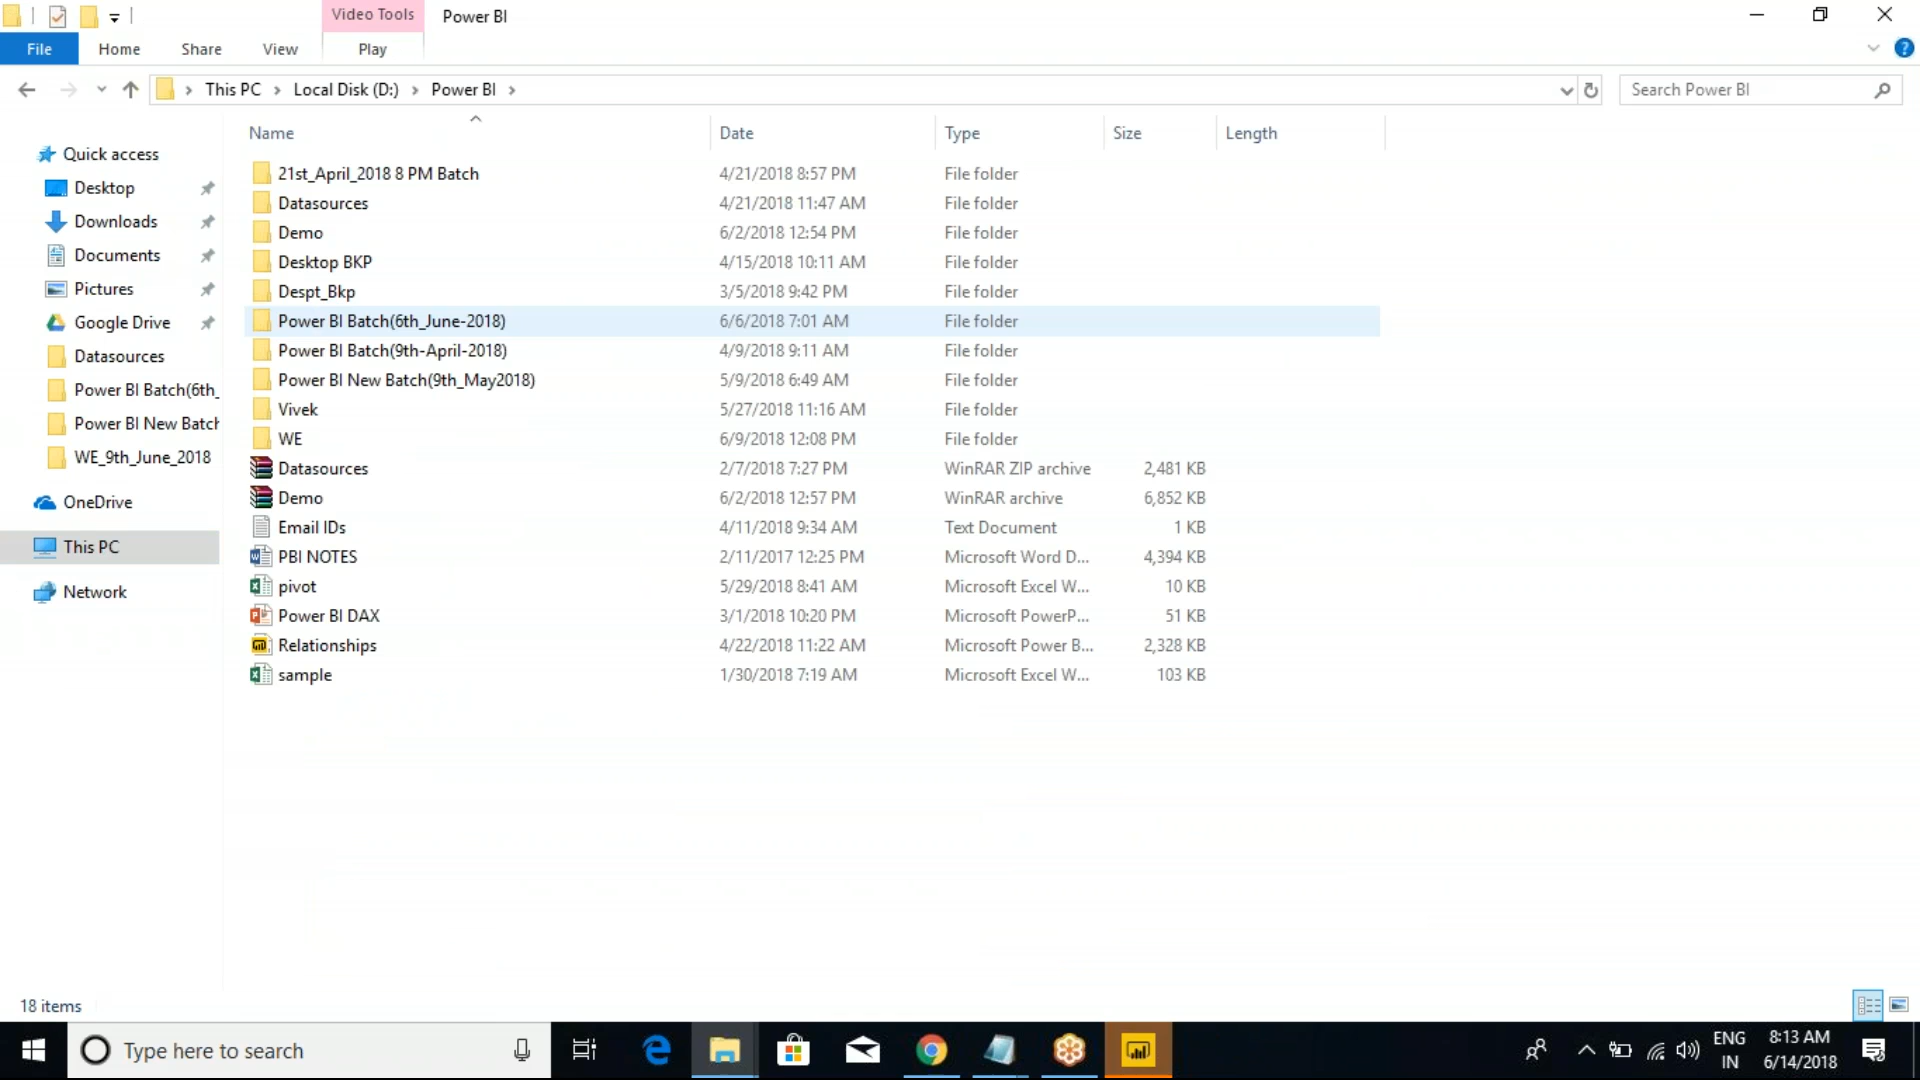 Video Tools
Power BI
File
Home
Share
View
Play
This PC
Local Disk (D:)
Power BI
Search Power BI
Name
Date
Type
Size
Length
Quick access
Desktop
Downloads
Documents
Pictures
Google Drive
Datasources
Power BI Batch(6th_
Power BI New Batch
WE_9th_June_2018
OneDrive
This PC
Network
21st_April_2018 8 PM Batch 4/21/2018 8:57 PM File folder
Datasources 4/21/2018 11:47 AM File folder
Demo 6/2/2018 12:54 PM File folder
Desktop BKP 4/15/2018 10:11 AM File folder
Despt_Bkp 3/5/2018 9:42 PM File folder
Power BI Batch(6th_June-2018) 6/6/2018 7:01 AM File folder
Power BI Batch(9th-April-2018) 4/9/2018 9:11 AM File folder
Power BI New Batch(9th_May2018) 5/9/2018 6:49 AM File folder
Vivek 5/27/2018 11:16 AM File folder
WE 6/9/2018 12:08 PM File folder
Datasources 2/7/2018 7:27 PM WinRAR ZIP archive 2,481 KB
Demo 6/2/2018 12:57 PM WinRAR archive 6,852 KB
Email IDs 4/11/2018 9:34 AM Text Document 1 KB
PBI NOTES 2/11/2017 12:25 PM Microsoft Word D... 4,394 KB
pivot 5/29/2018 8:41 AM Microsoft Excel W... 10 KB
Power BI DAX 3/1/2018 10:20 PM Microsoft PowerP... 51 KB
Relationships 4/22/2018 11:22 AM Microsoft Power B... 2,328 KB
sample 1/30/2018 7:19 AM Microsoft Excel W... 103 KB
18 items
Type here to search
ENG
IN
8:13 AM
6/14/2018